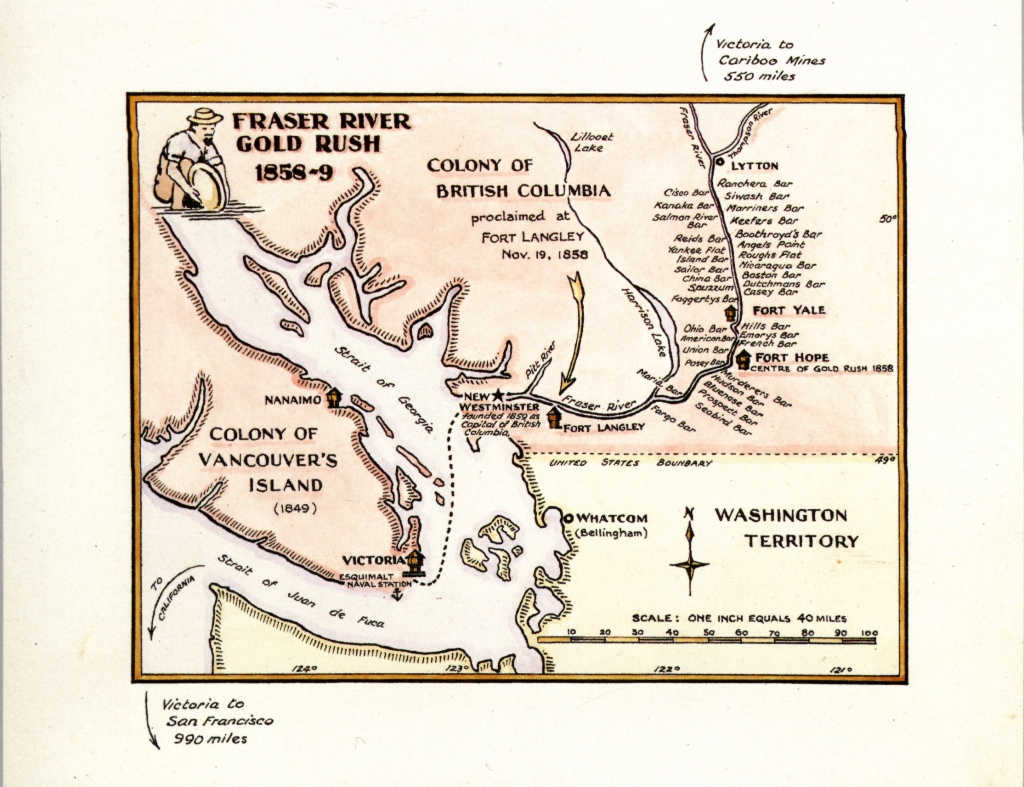 Victoria to
Cariboo Mines
550 miles
FRASER RIVER
GOLD RUSH
1858-9
COLONY OF
BRITISH COLUMBIA
proclaimed at
FORT LANGLEY
Nov. 19, 1858
Lillooet
Lake
Fraser River
Thompson River
LYTTON
Ranchera Bar
Cisco Bar
Siwash Bar
Kanaka Bar
Marriners Bar
Salmon River
Bar
Keefers Bar
50°
Reids Bar
Boothroyd's Bar
Yankee Flat
Angels Point
Island Bar
Roughs Flat
Sailor Bar
Nicaragua Bar
China Bar
Boston Bar
Spuzzum
Dutchmans Bar
Casey Bar
Foggertys Bar
FORT YALE
Harrison Lake
Ohio Bar
Hills Bar
American Bar
Emorys Bar
French Bar
Union Bar
FORT HOPE
CENTRE OF GOLD RUSH 1858
Posey Bar
Murderers Bar
Hudson Bar
Bluenose Bar
Prospect Bar
Seabird Bar
Maria Bar
Fargo Bar
Pitt River
Fraser River
Strait of Georgia
NANAIMO
NEW
WESTMINSTER
founded 1859 as
Capital of British
Columbia.
FORT LANGLEY
COLONY OF
VANCOUVER'S
ISLAND
(1849)
UNITED STATES BOUNDARY
49°
WHATCOM
(Bellingham)
N
WASHINGTON
TERRITORY
VICTORIA
ESQUIMALT
NAVAL STATION
Strait of Juan de Fuca
TO
CALIFORNIA
SCALE: ONE INCH EQUALS 40 MILES
10 20 30 40 50 60 70 80 90 100
124° 123° 122° 121°
Victoria to
San Francisco
990 miles